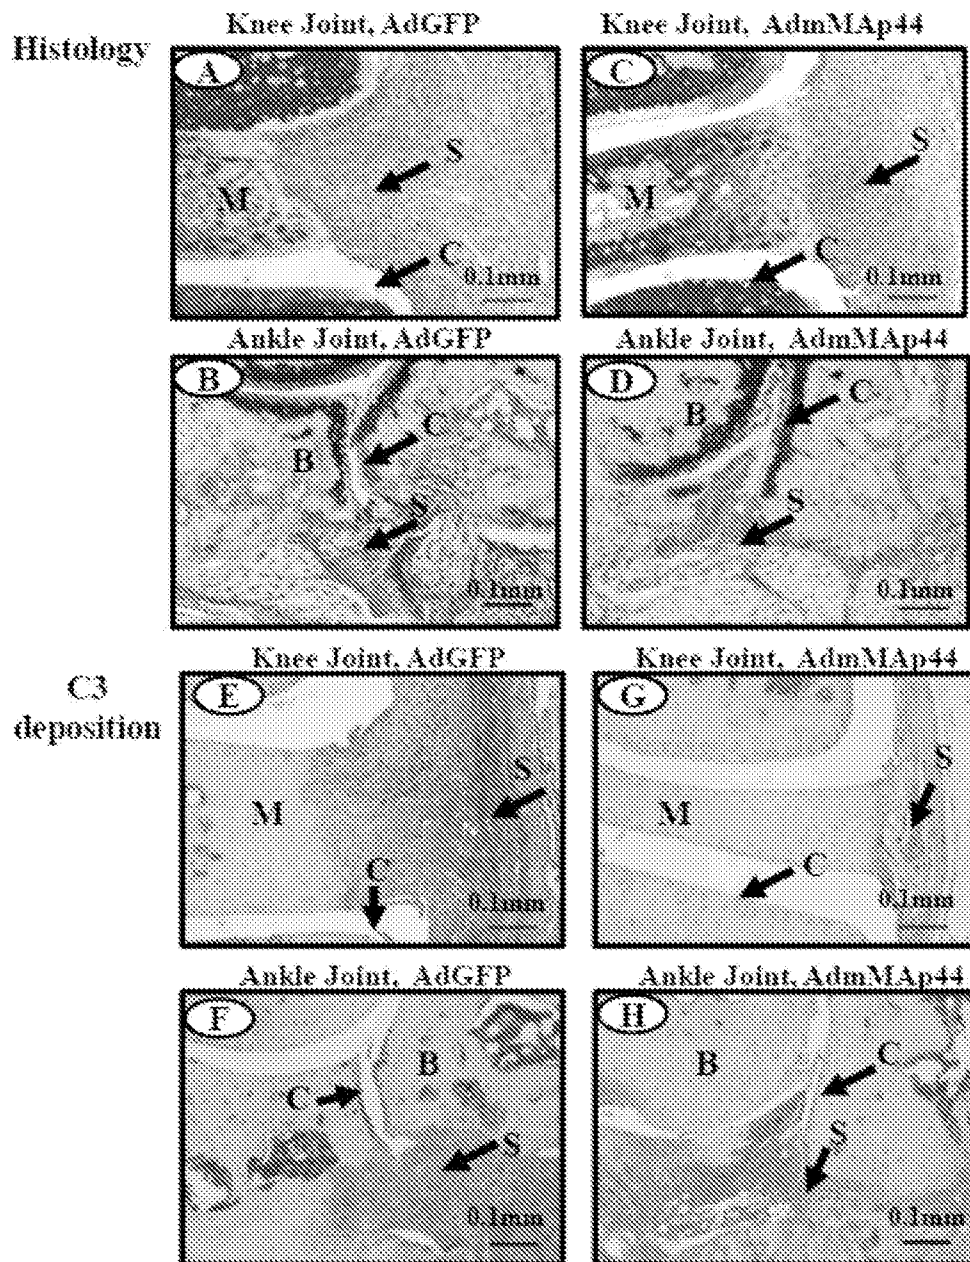 Knee Joint, AdGFP
Knee Joint, AdmMAp44
Histology
A
S
M
C
0.1mm
C
S
M
C
0.1mm
Ankle Joint, AdGFP
Ankle Joint, AdmMAp44
B
C
B
S
0.1mm
D
C
B
S
0.1mm
Knee Joint, AdGFP
Knee Joint, AdmMAp44
C3
deposition
E
S
M
C
0.1mm
G
S
M
C
0.1mm
Ankle Joint, AdGFP
Ankle Joint, AdmMAp44
F
B
C
S
0.1mm
H
B
C
S
0.1mm